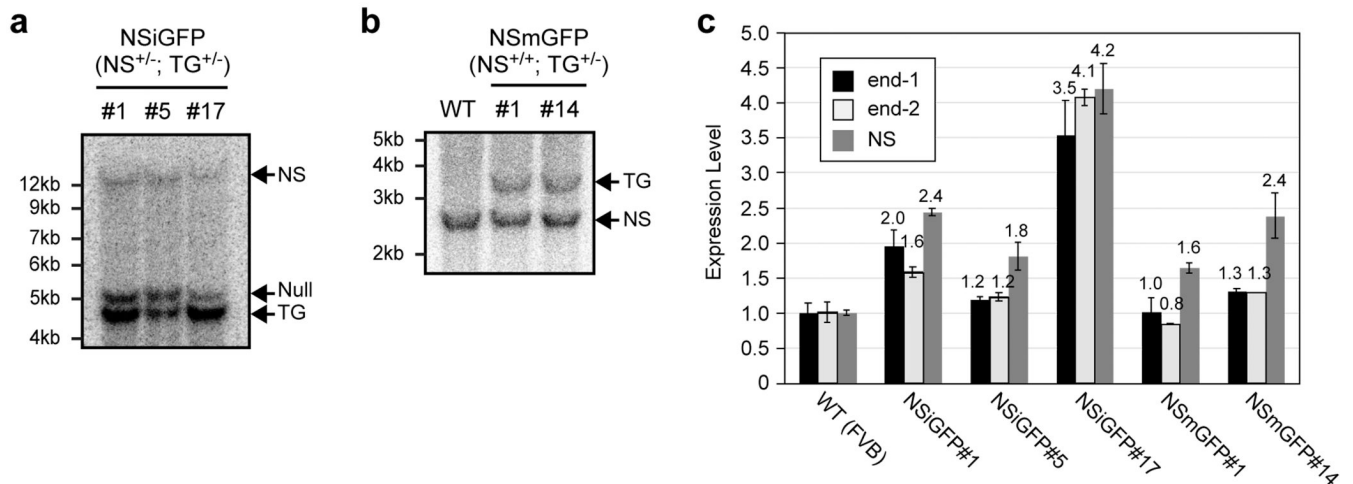 a
NSiGFP
(NS+/-; TG+/-)
#1 #5 #17
12kb
9kb
7kb
6kb
5kb
4kb
NS
Null
TG
b
NSmGFP
(NS+/+; TG+/-)
WT #1 #14
5kb
4kb
3kb
2kb
TG
NS
c
Expression Level
5.0
4.5
4.0
3.5
3.0
2.5
2.0
1.5
1.0
0.5
0
end-1
end-2
NS
2.0 1.6 2.4
1.2 1.2 1.8
3.5 4.1 4.2
1.0 0.8 1.6
1.3 1.3 2.4
WT (FVB)
NSiGFP#1
NSiGFP#5
NSiGFP#17
NSmGFP#1
NSmGFP#14